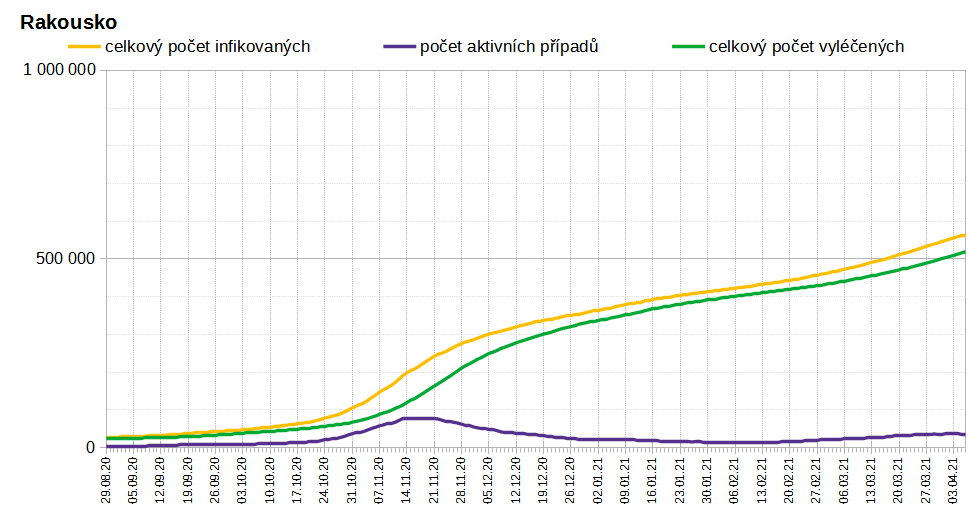 Rakousko
celkový počet infikovaných počet aktivních případů celkový počet vyléčených
1 000 000
500 000
0
29.08.20 05.09.20 12.09.20 19.09.20 26.09.20 03.10.20 10.10.20 17.10.20 24.10.20 31.10.20 07.11.20 14.11.20 21.11.20 28.11.20 05.12.20 12.12.20 19.12.20 26.12.20 02.01.21 09.01.21 16.01.21 23.01.21 30.01.21 06.02.21 13.02.21 20.02.21 27.02.21 06.03.21 13.03.21 20.03.21 27.03.21 03.04.21